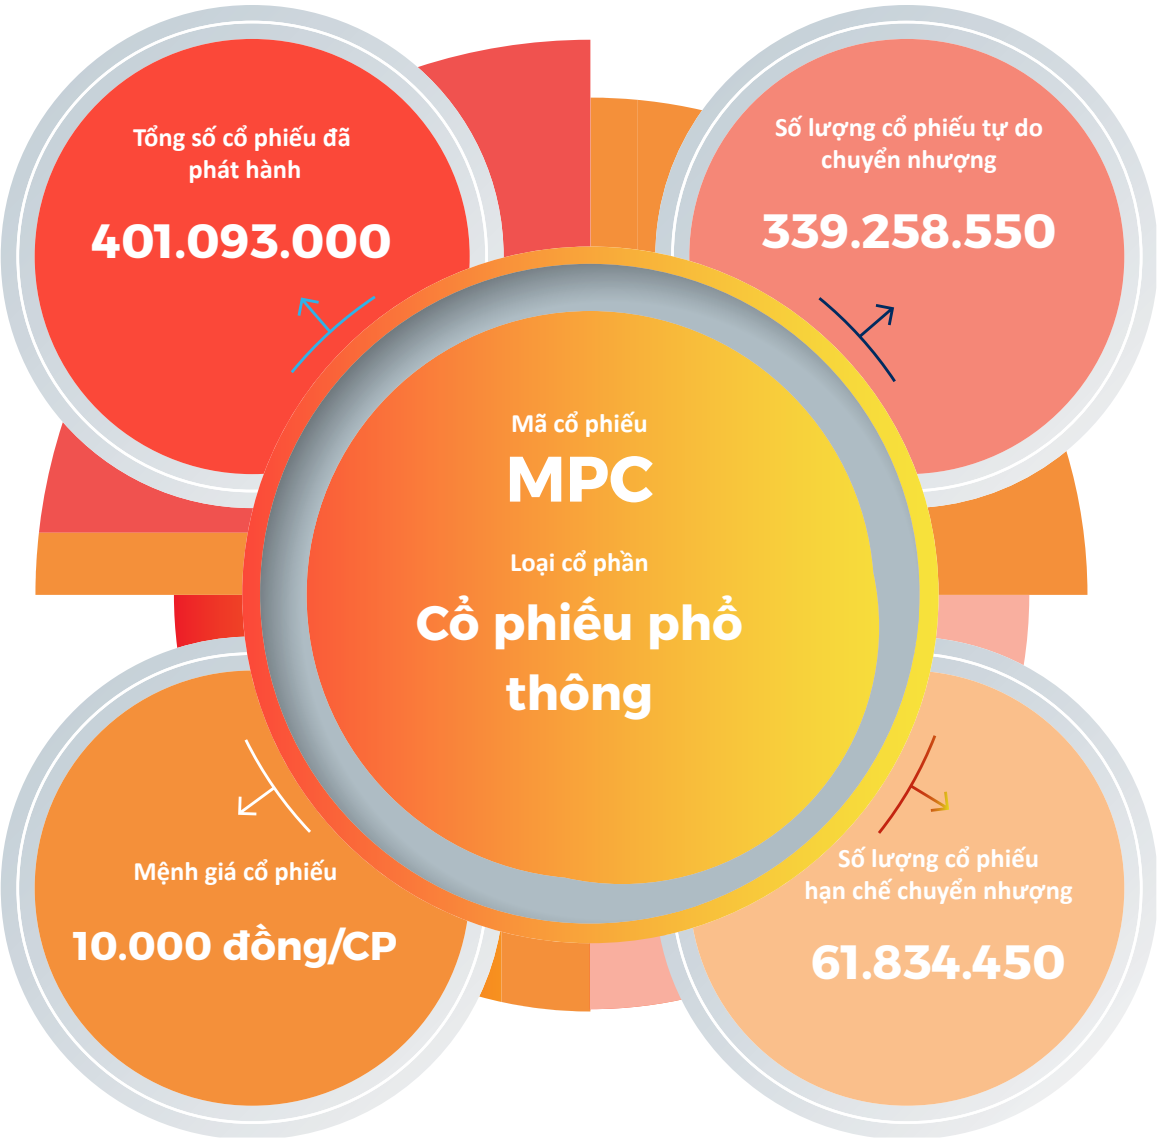 Tổng số cổ phiếu đã
phát hành
401.093.000
Số lượng cổ phiếu tự do
chuyển nhượng
339.258.550
Mã cổ phiếu
MPC
Loại cổ phần
Cổ phiếu phổ
thông
Mệnh giá cổ phiếu
10.000 đồng/CP
Số lượng cổ phiếu
hạn chế chuyển nhượng
61.834.450